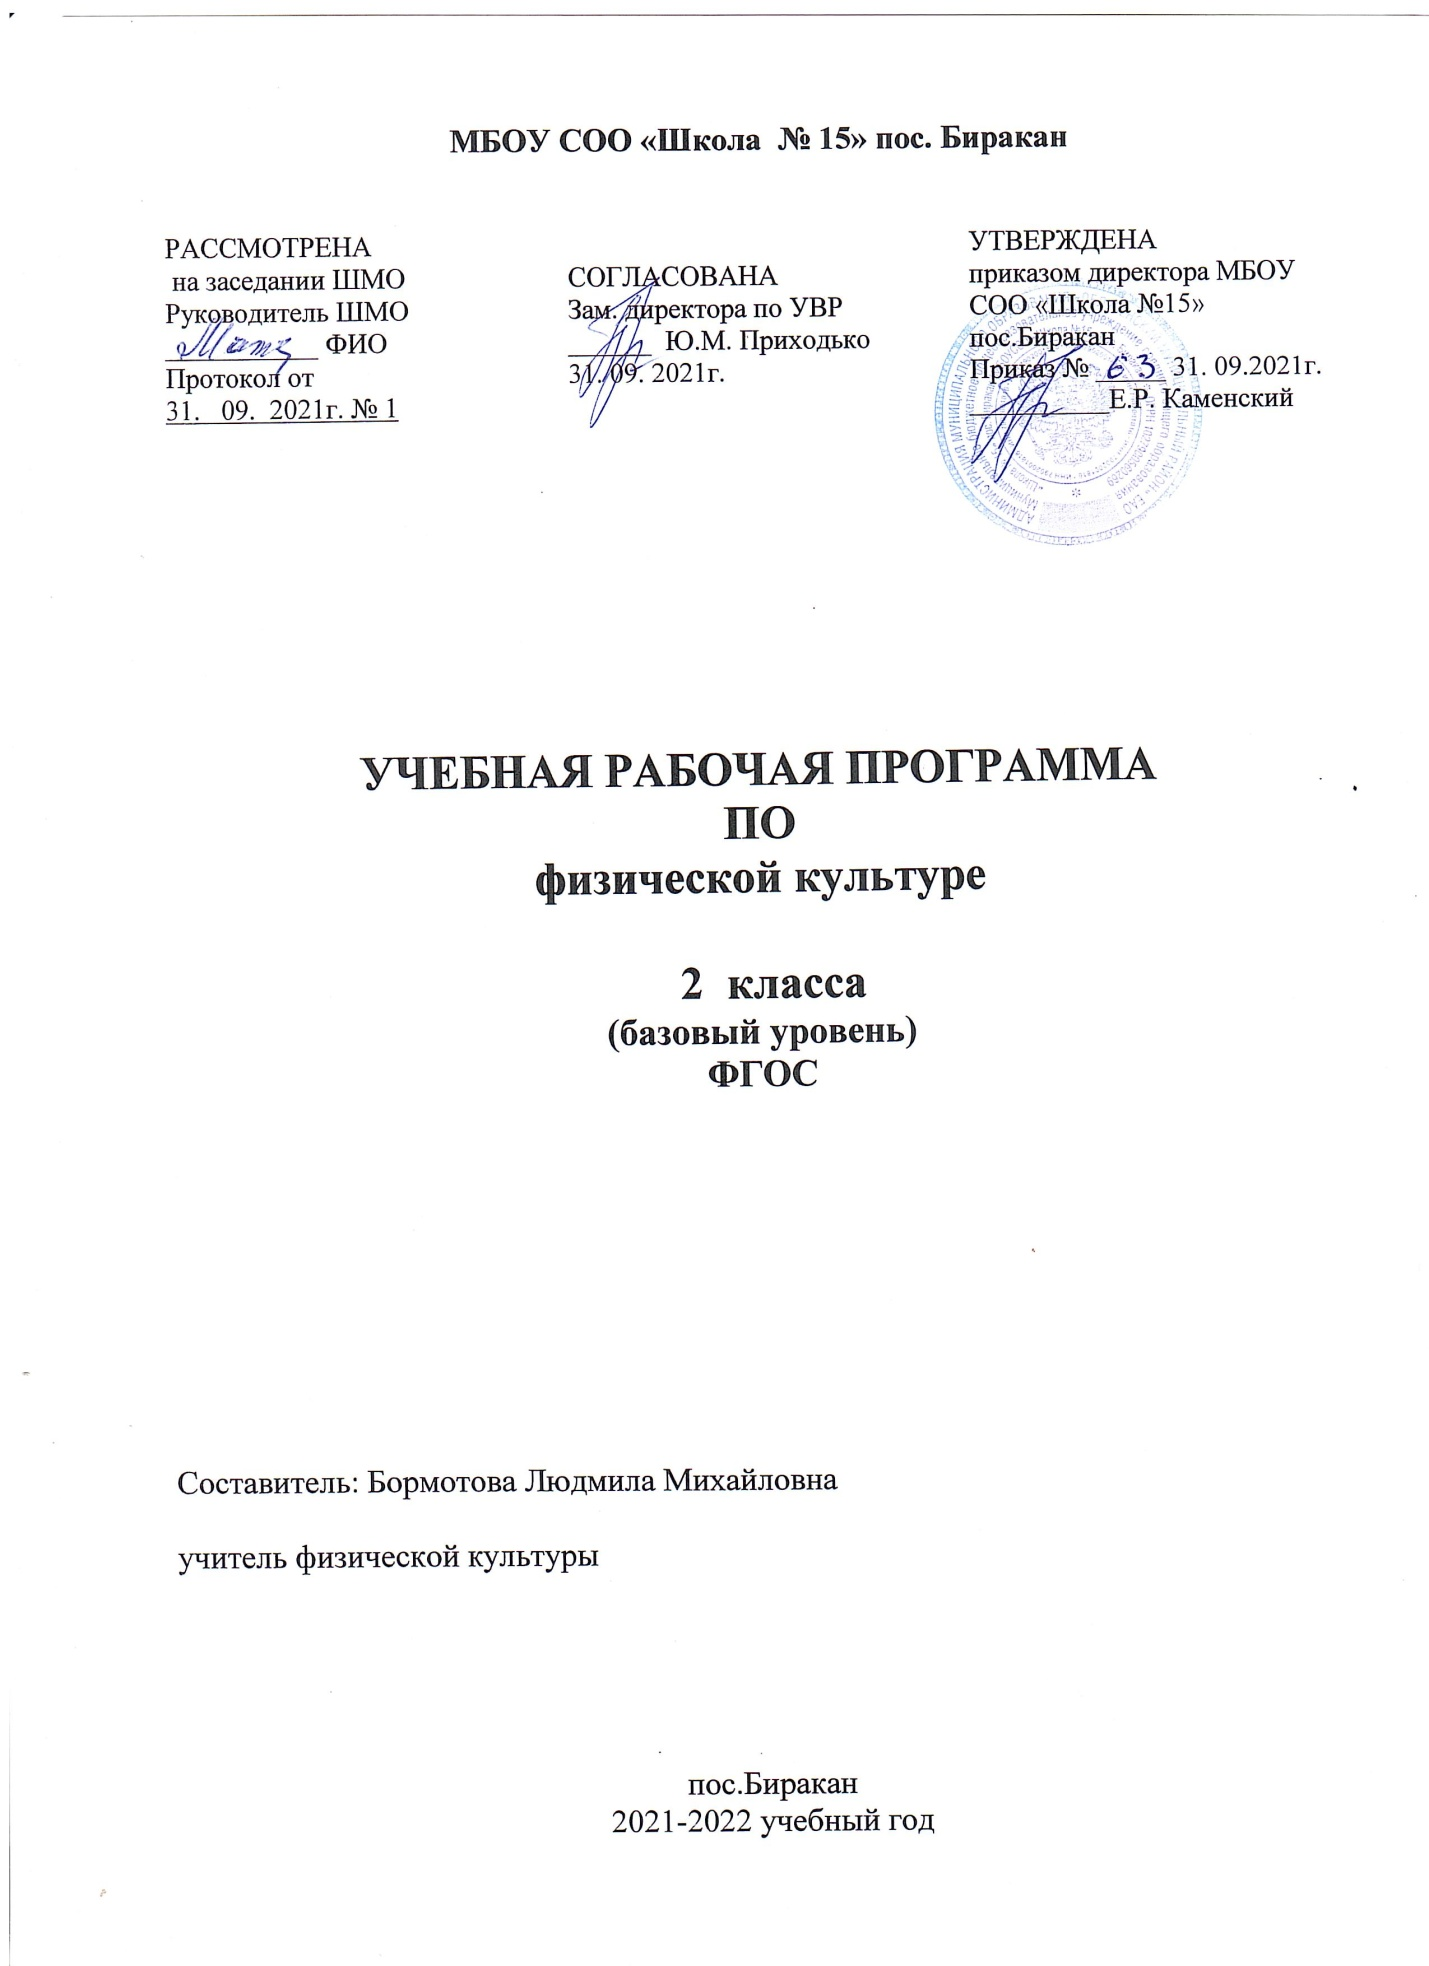 МБОУ СОО «Школа № 15» пос. Биракан
РАССМОТРЕНА
на заседании ШМО
Руководитель ШМО
___________ ФИО
Протокол от
31. 09. 2021г. № 1
СОГЛАСОВАНА
Зам. директора по УВР
______ Ю.М. Приходько
31. 09. 2021г.
УТВЕРЖДЕНА
приказом директора МБОУ
СОО «Школа №15»
пос.Биракан
Приказ № 63 31. 09.2021г.
__________Е.Р. Каменский
УЧЕБНАЯ РАБОЧАЯ ПРОГРАММА
ПО
физической культуре
2 класса
(базовый уровень)
ФГОС
Составитель: Бормотова Людмила Михайловна
учитель физической культуры
пос.Биракан
2021-2022 учебный год